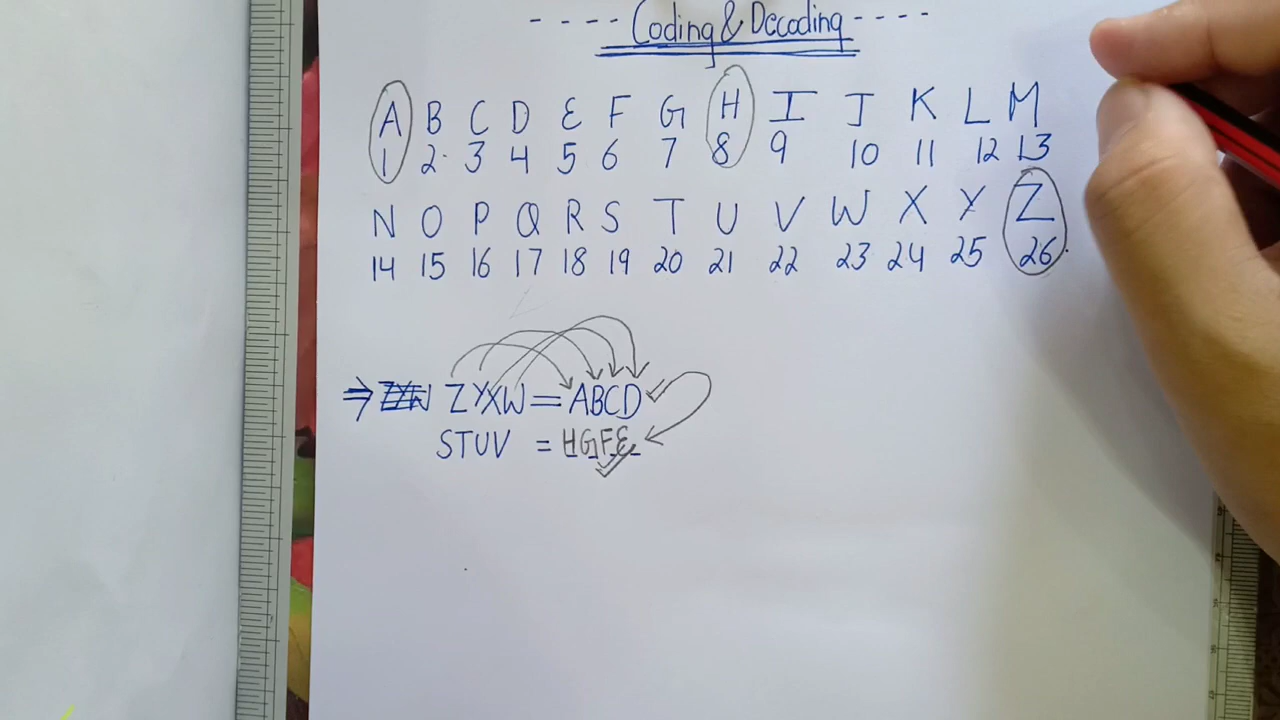 ---- Coding & Decoding ----
A B C D E F G H I J K L M
1 2 3 4 5 6 7 8 9 10 11 12 13
N O P Q R S T U V W X Y Z
14 15 16 17 18 19 20 21 22 23 24 25 26
⇒ ZYXW = ABCD ✓
STUV = HGFE